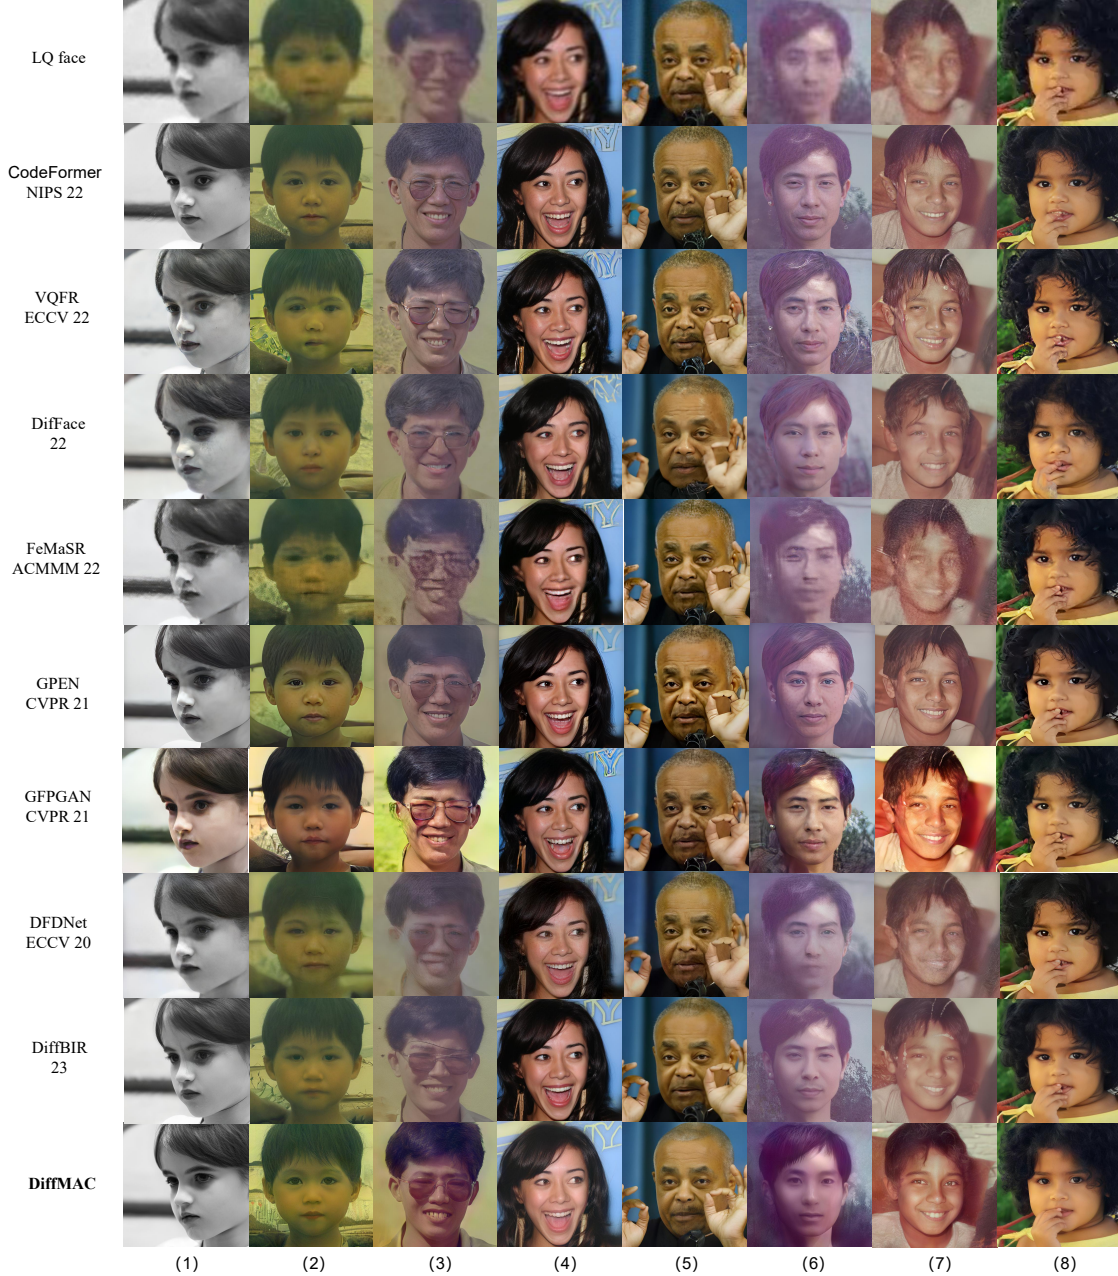 LQ face
CodeFormer
NIPS 22
VQFR
ECCV 22
DifFace
22
FeMaSR
ACMMM 22
GPEN
CVPR 21
GFPGAN
CVPR 21
DFDNet
ECCV 20
DiffBIR
23
DiffMAC
(1) (2) (3) (4) (5) (6) (7) (8)